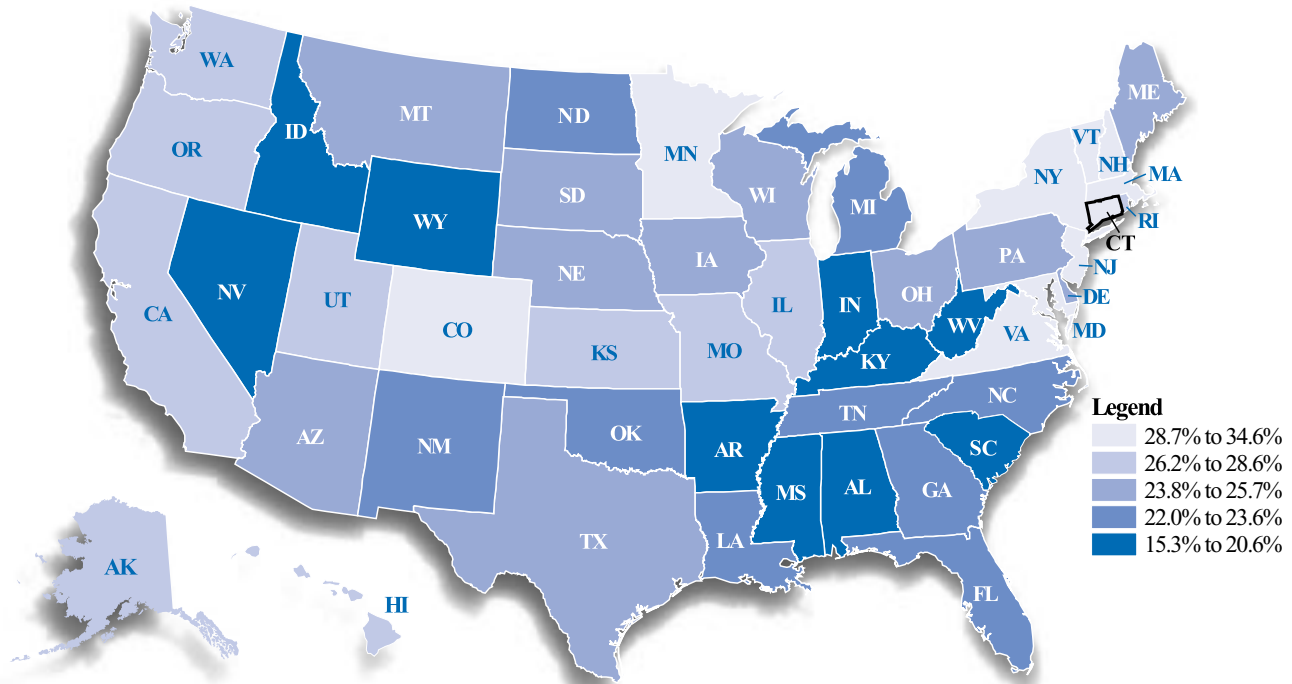 WA
MT
ND
ME
OR
ID
MN
VT
NH
MA
NY
SD
WI
MI
RI
WY
CT
PA
IA
NJ
NE
NV
UT
OH
DE
IL
IN
CA
CO
WV
VA
MD
KS
MO
KY
NC
TN
AZ
NM
OK
AR
SC
MS
AL
GA
TX
LA
AK
HI
FL
Legend
28.7% to 34.6%
26.2% to 28.6%
23.8% to 25.7%
22.0% to 23.6%
15.3% to 20.6%